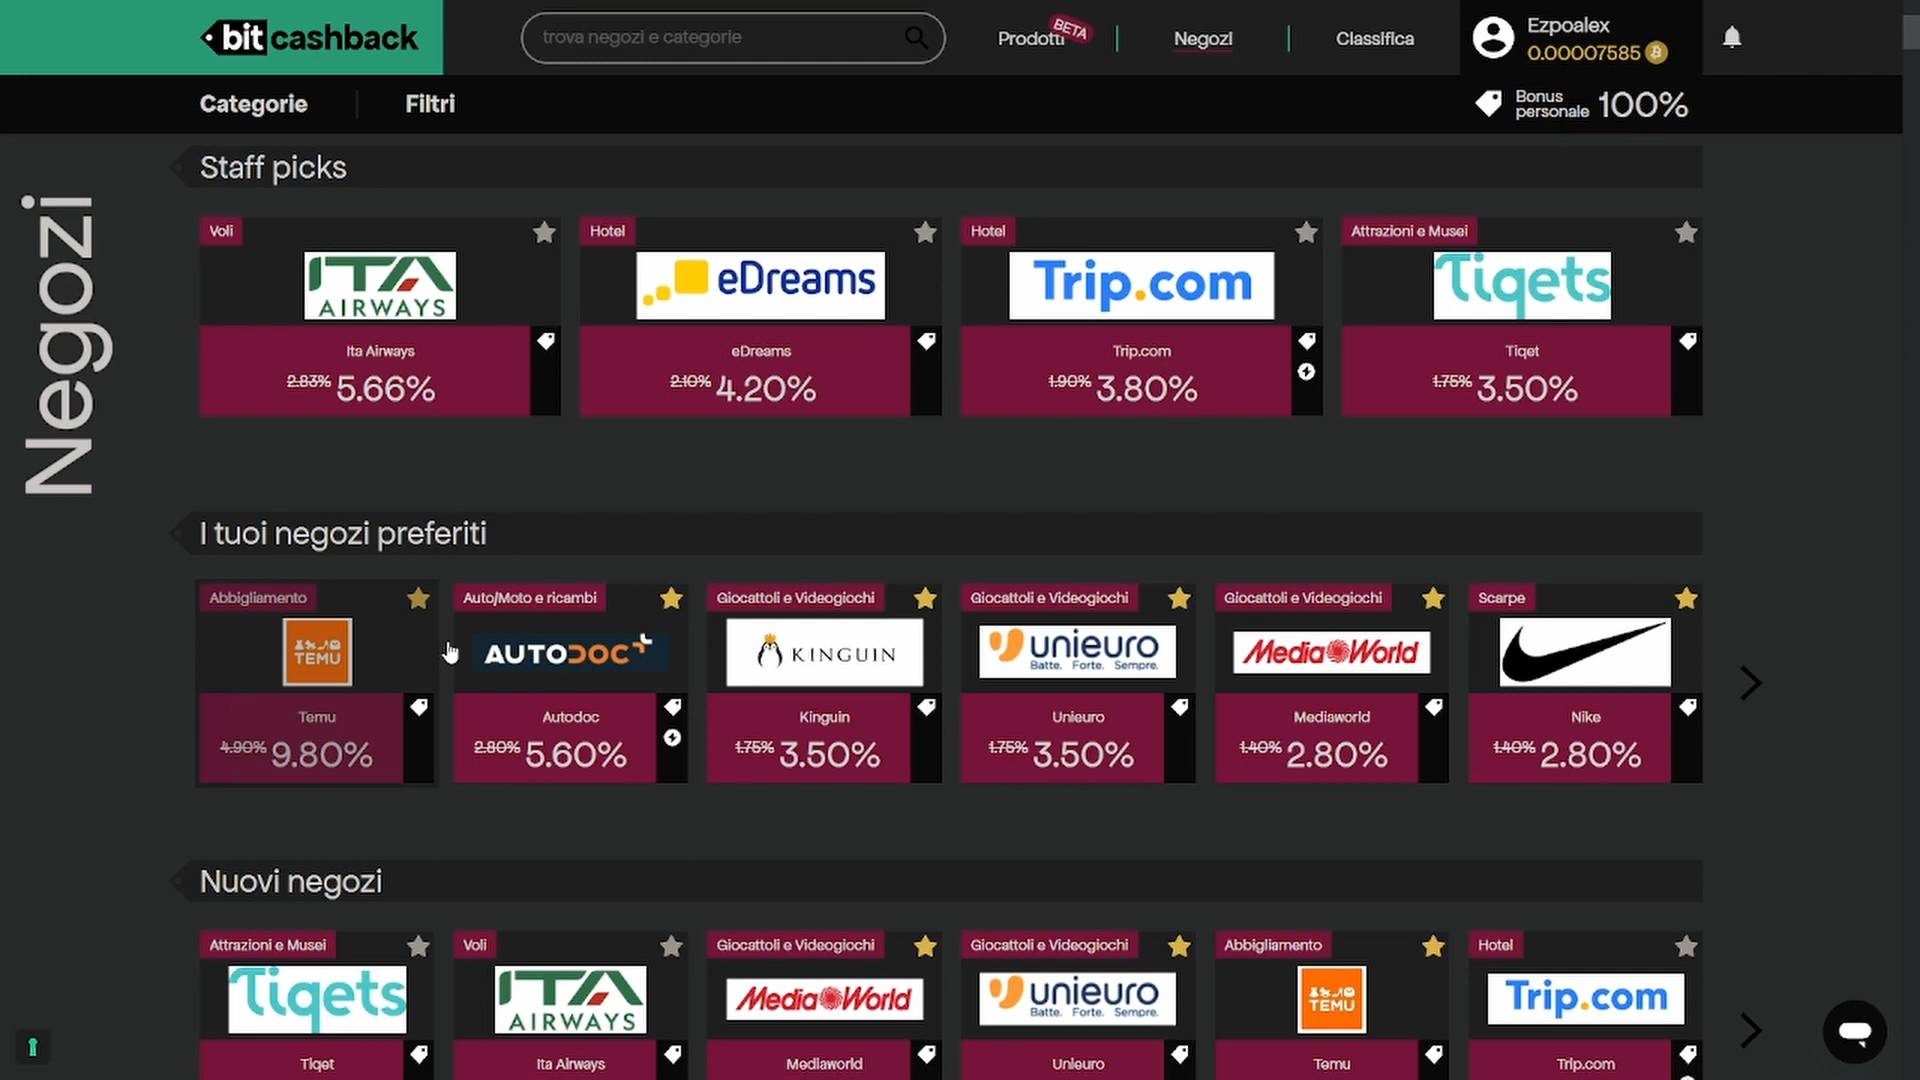 bitcashback
trova negozi e categorie
Prodotti
BETA
Negozi
Classifica
Ezpoalex
0.00007585
Categorie
Filtri
Bonus
personale
100%
Negozi
Staff picks
Voli
ITA
AIRWAYS
Ita Airways
2.83% 5.66%
Hotel
eDreams
eDreams
2.10% 4.20%
Hotel
Trip.com
Trip.com
1.90% 3.80%
Attrazioni e Musei
Tiqets
Tiqet
1.75% 3.50%
I tuoi negozi preferiti
Abbigliamento
TEMU
Temu
4.90% 9.80%
Auto/Moto e ricambi
AUTODOC
Autodoc
2.80% 5.60%
Giocattoli e Videogiochi
KINGUIN
Kinguin
1.75% 3.50%
Giocattoli e Videogiochi
unieuro
Batte. Forte. Sempre.
Unieuro
1.75% 3.50%
Giocattoli e Videogiochi
MediaWorld
Mediaworld
1.40% 2.80%
Scarpe
Nike
1.40% 2.80%
Nuovi negozi
Attrazioni e Musei
Tiqets
Tiqet
Voli
ITA
AIRWAYS
Ita Airways
Giocattoli e Videogiochi
MediaWorld
Mediaworld
Giocattoli e Videogiochi
unieuro
Batte. Forte. Sempre.
Unieuro
Abbigliamento
TEMU
Temu
Hotel
Trip.com
Trip.com